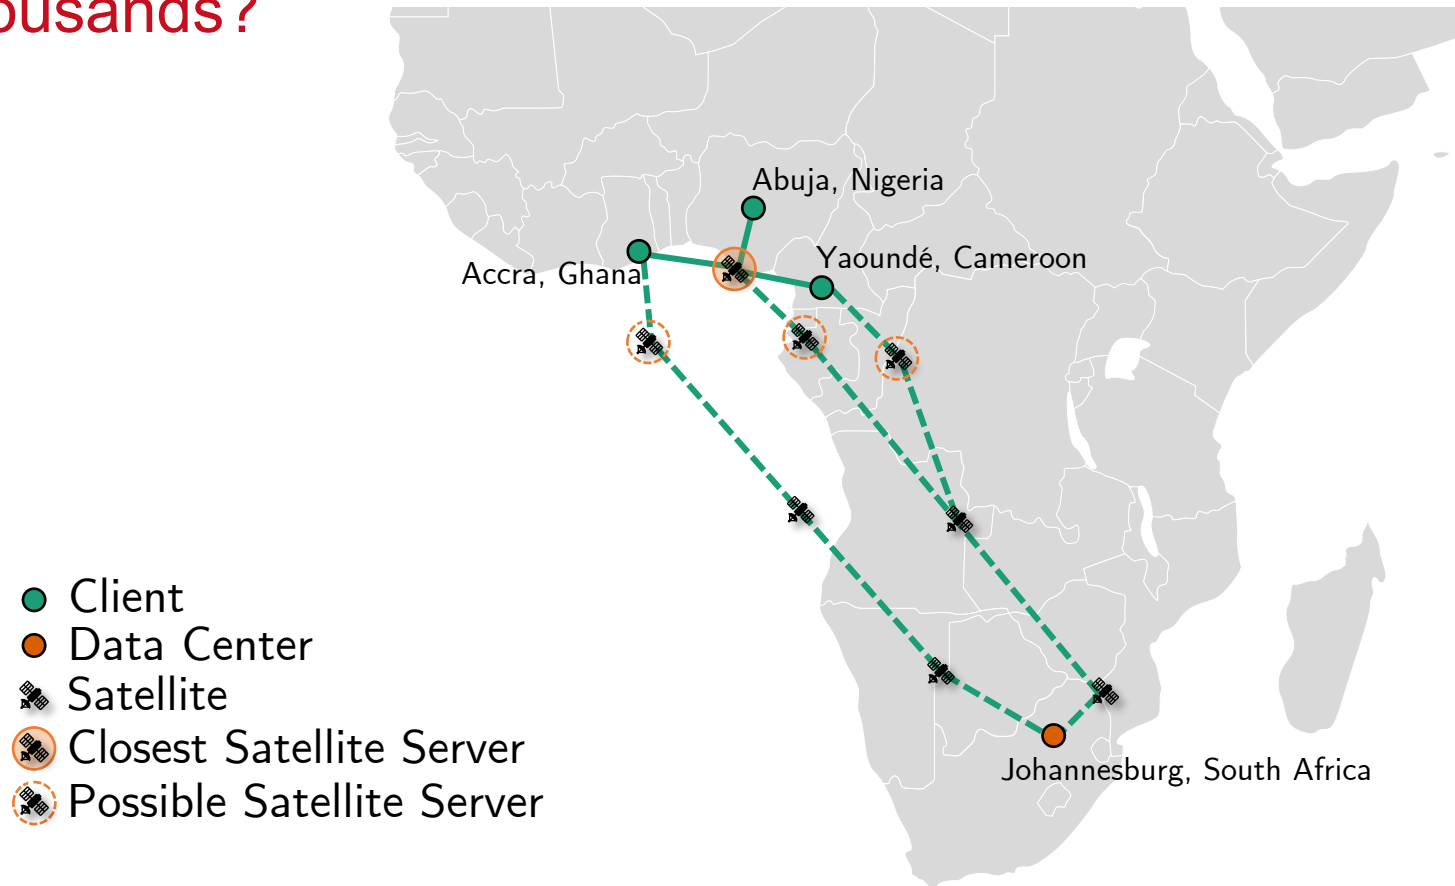 ousands?
Abuja, Nigeria
Yaoundé, Cameroon
Accra, Ghana
Client
Data Center
Satellite
Closest Satellite Server
Possible Satellite Server
Johannesburg, South Africa